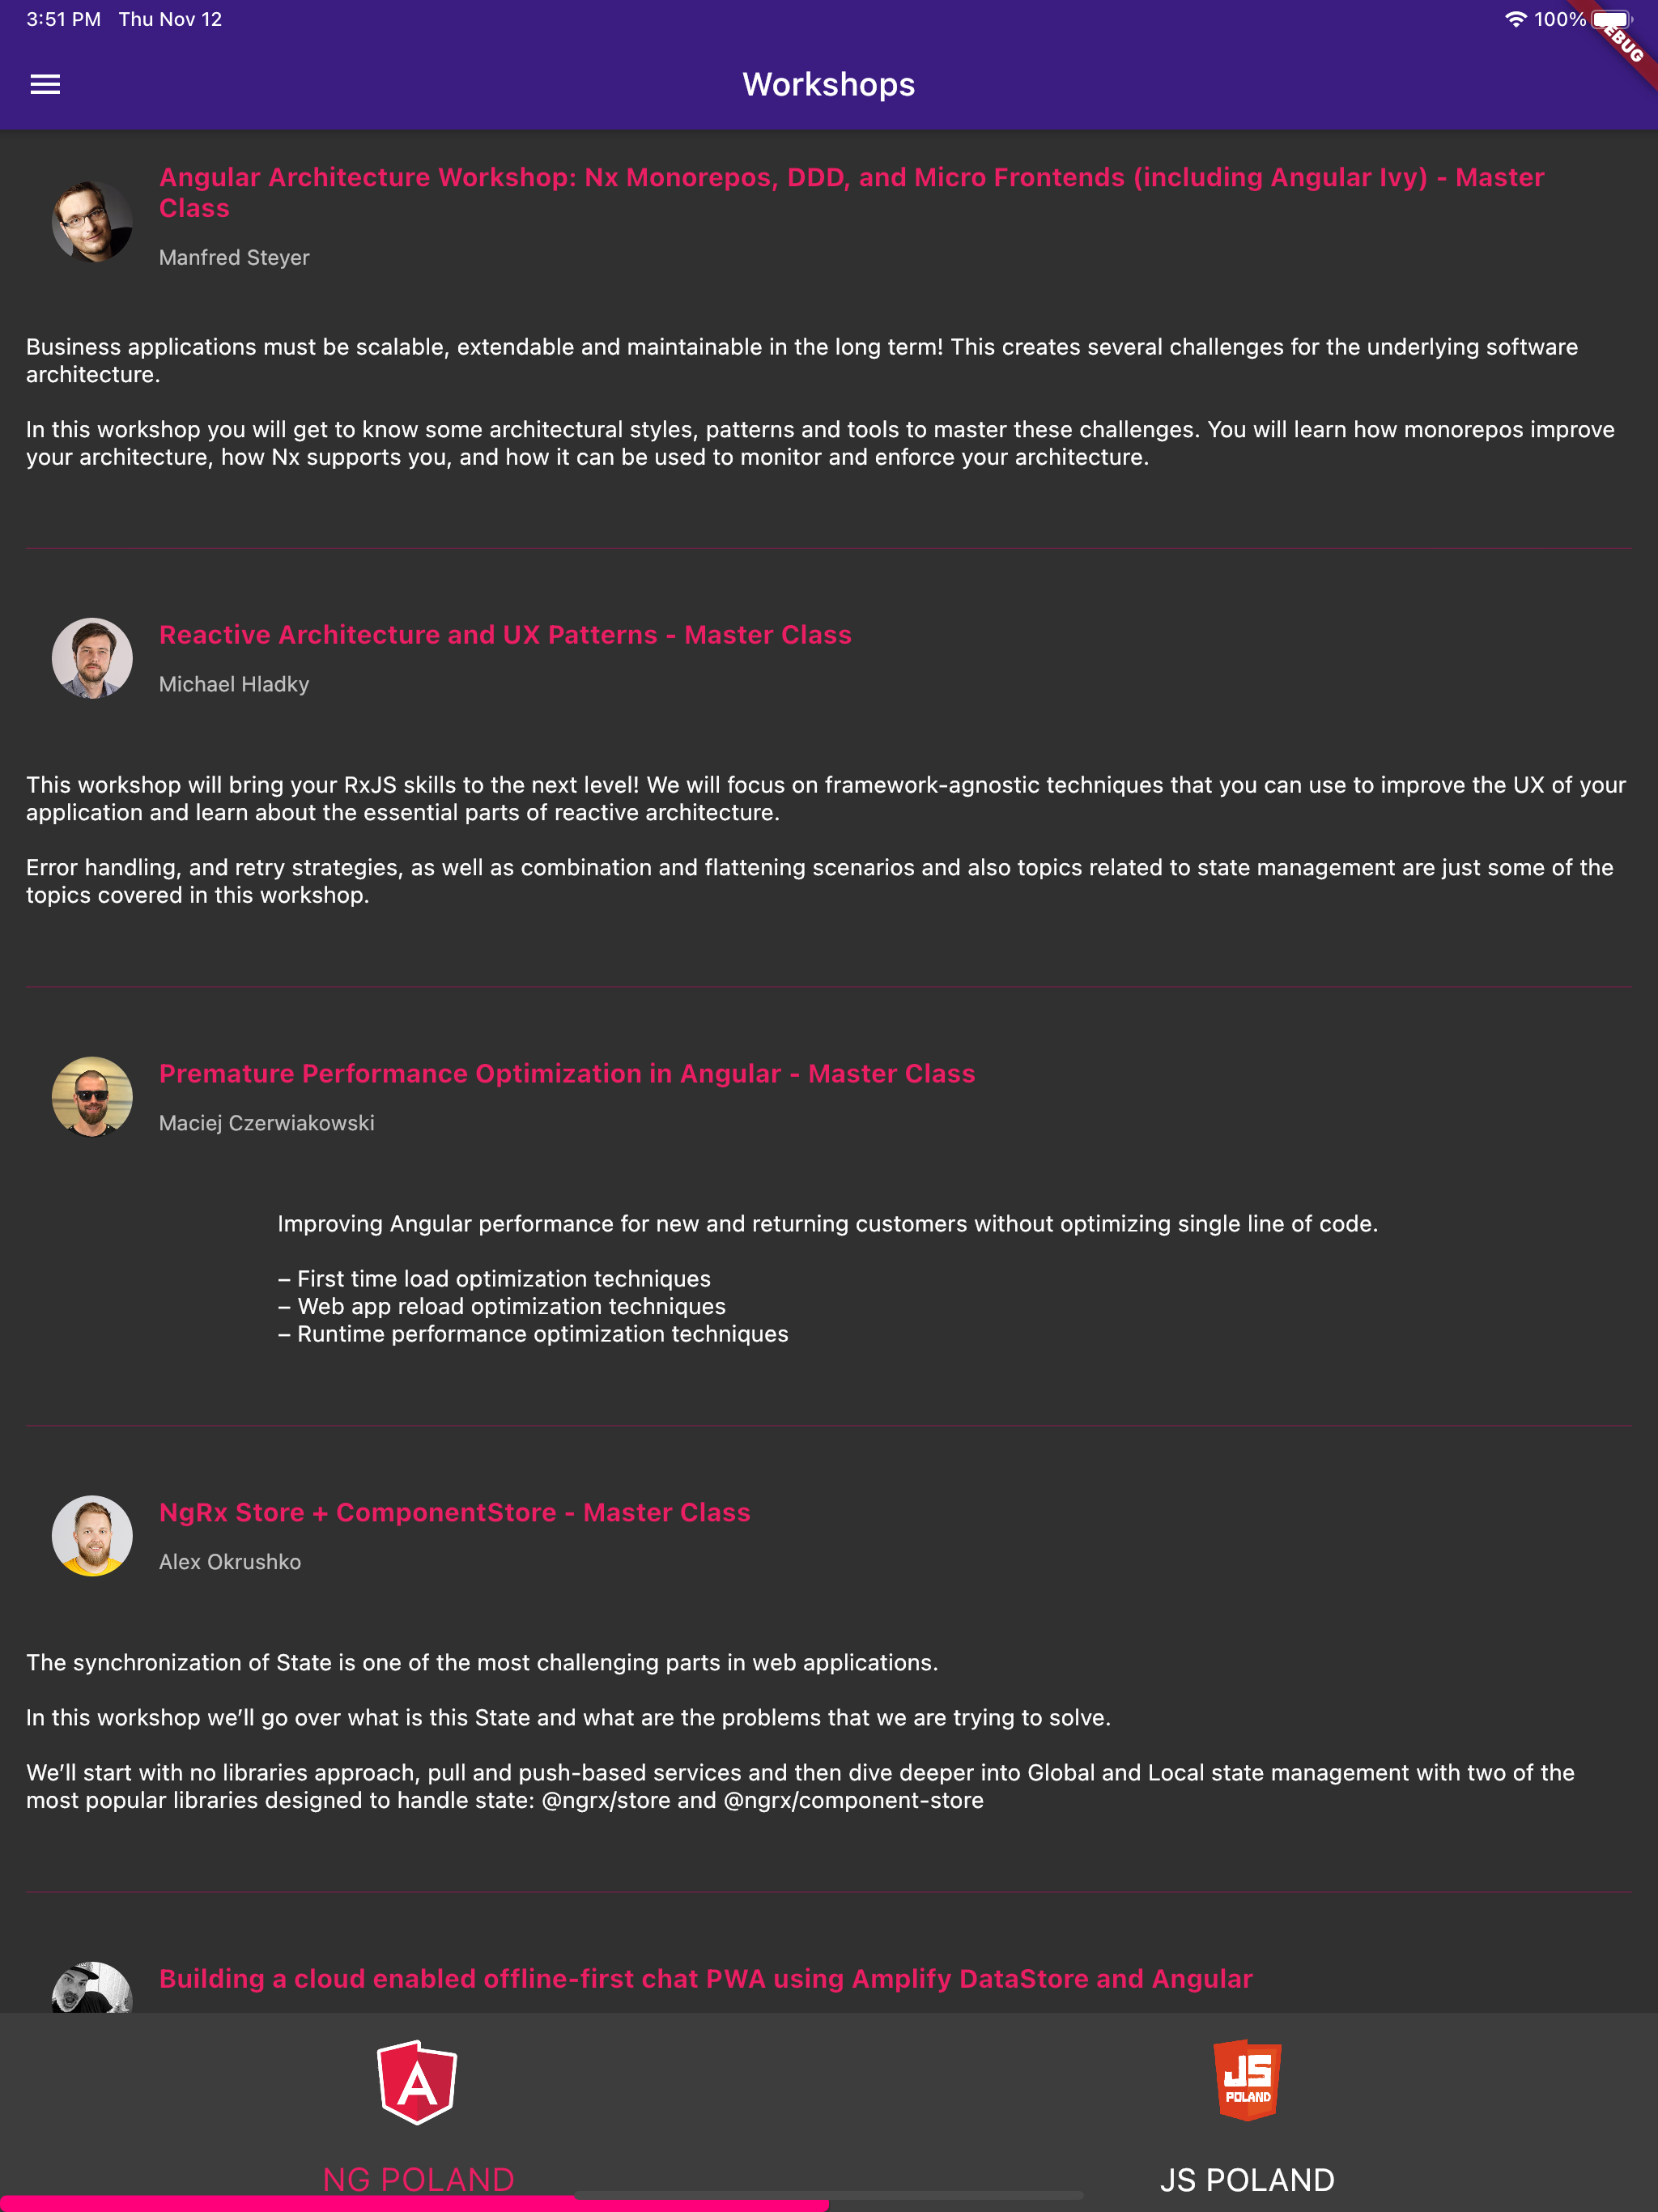 3:51 PM Thu Nov 12
100%
EBUG
Workshops
Angular Architecture Workshop: Nx Monorepos, DDD, and Micro Frontends (including Angular Ivy) - Master
Class
Manfred Steyer
Business applications must be scalable, extendable and maintainable in the long term! This creates several challenges for the underlying software
architecture.
In this workshop you will get to know some architectural styles, patterns and tools to master these challenges. You will learn how monorepos improve
your architecture, how Nx supports you, and how it can be used to monitor and enforce your architecture.
Reactive Architecture and UX Patterns - Master Class
Michael Hladky
This workshop will bring your RxJS skills to the next level! We will focus on framework-agnostic techniques that you can use to improve the UX of your
application and learn about the essential parts of reactive architecture.
Error handling, and retry strategies, as well as combination and flattening scenarios and also topics related to state management are just some of the
topics covered in this workshop.
Premature Performance Optimization in Angular - Master Class
Maciej Czerwiakowski
Improving Angular performance for new and returning customers without optimizing single line of code.
– First time load optimization techniques
– Web app reload optimization techniques
– Runtime performance optimization techniques
NgRx Store + ComponentStore - Master Class
Alex Okrushko
The synchronization of State is one of the most challenging parts in web applications.
In this workshop we’ll go over what is this State and what are the problems that we are trying to solve.
We’ll start with no libraries approach, pull and push-based services and then dive deeper into Global and Local state management with two of the
most popular libraries designed to handle state: @ngrx/store and @ngrx/component-store
Building a cloud enabled offline-first chat PWA using Amplify DataStore and Angular
A
JS
POLAND
NG POLAND
JS POLAND